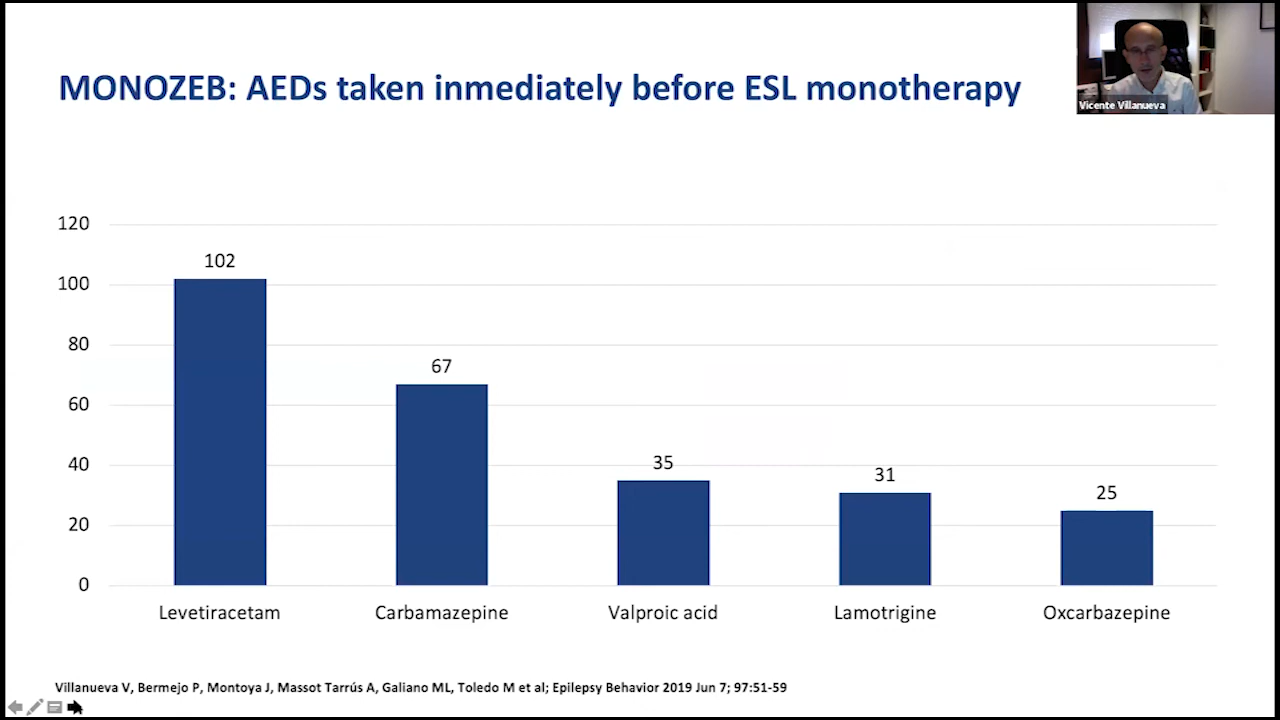 MONOZEB: AEDs taken inmediately before ESL monotherapy
Vicente Villanueva
120
100
80
60
40
20
0
102
67
35
31
25
Levetiracetam
Carbamazepine
Valproic acid
Lamotrigine
Oxcarbazepine
Villanueva V, Bermejo P, Montoya J, Massot Tarrús A, Galiano ML, Toledo M et al; Epilepsy Behavior 2019 Jun 7; 97:51-59